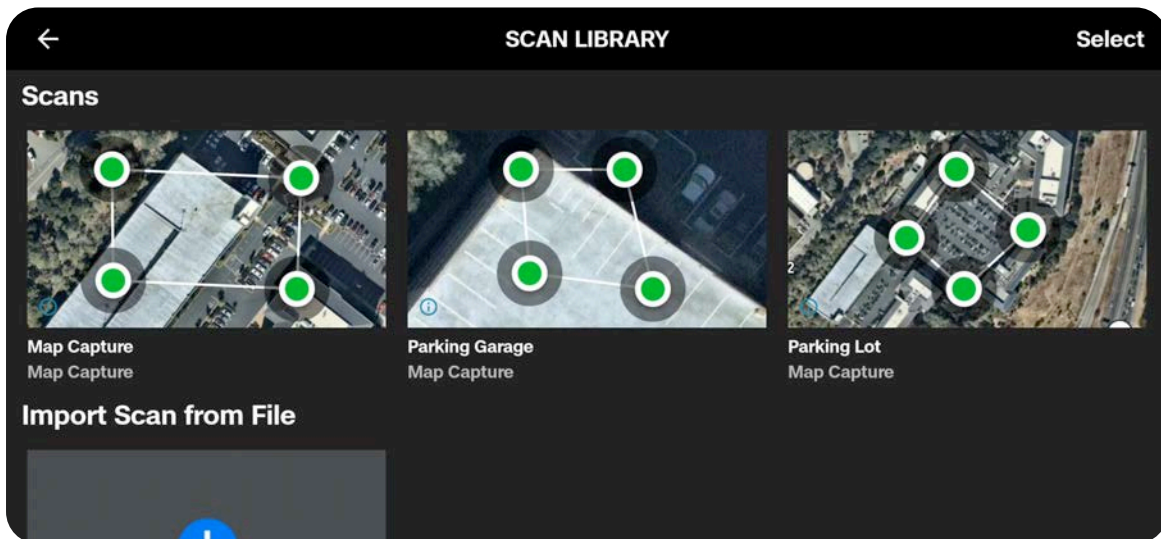 SCAN LIBRARY
Select
Scans
2
Map Capture
Map Capture
Parking Garage
Map Capture
Parking Lot
Map Capture
Import Scan from File